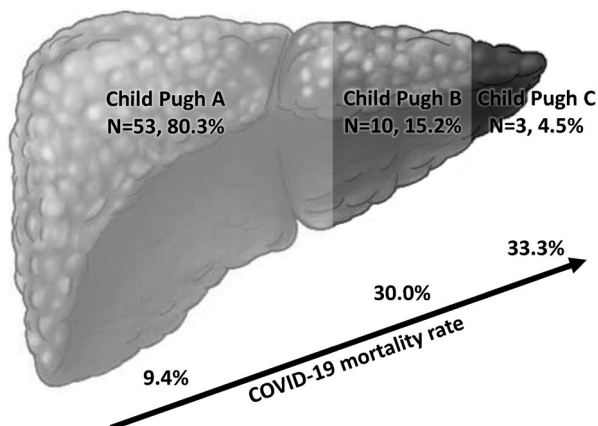 Child Pugh A
N=53, 80.3%
Child Pugh B
N=10, 15.2%
Child Pugh C
N=3, 4.5%
33.3%
30.0%
9.4%
COVID-19 mortality rate